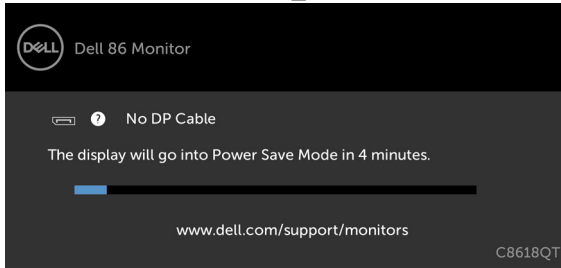 DELL
Dell 86 Monitor
? No DP Cable
The display will go into Power Save Mode in 4 minutes.
www.dell.com/support/monitors
C8618QT